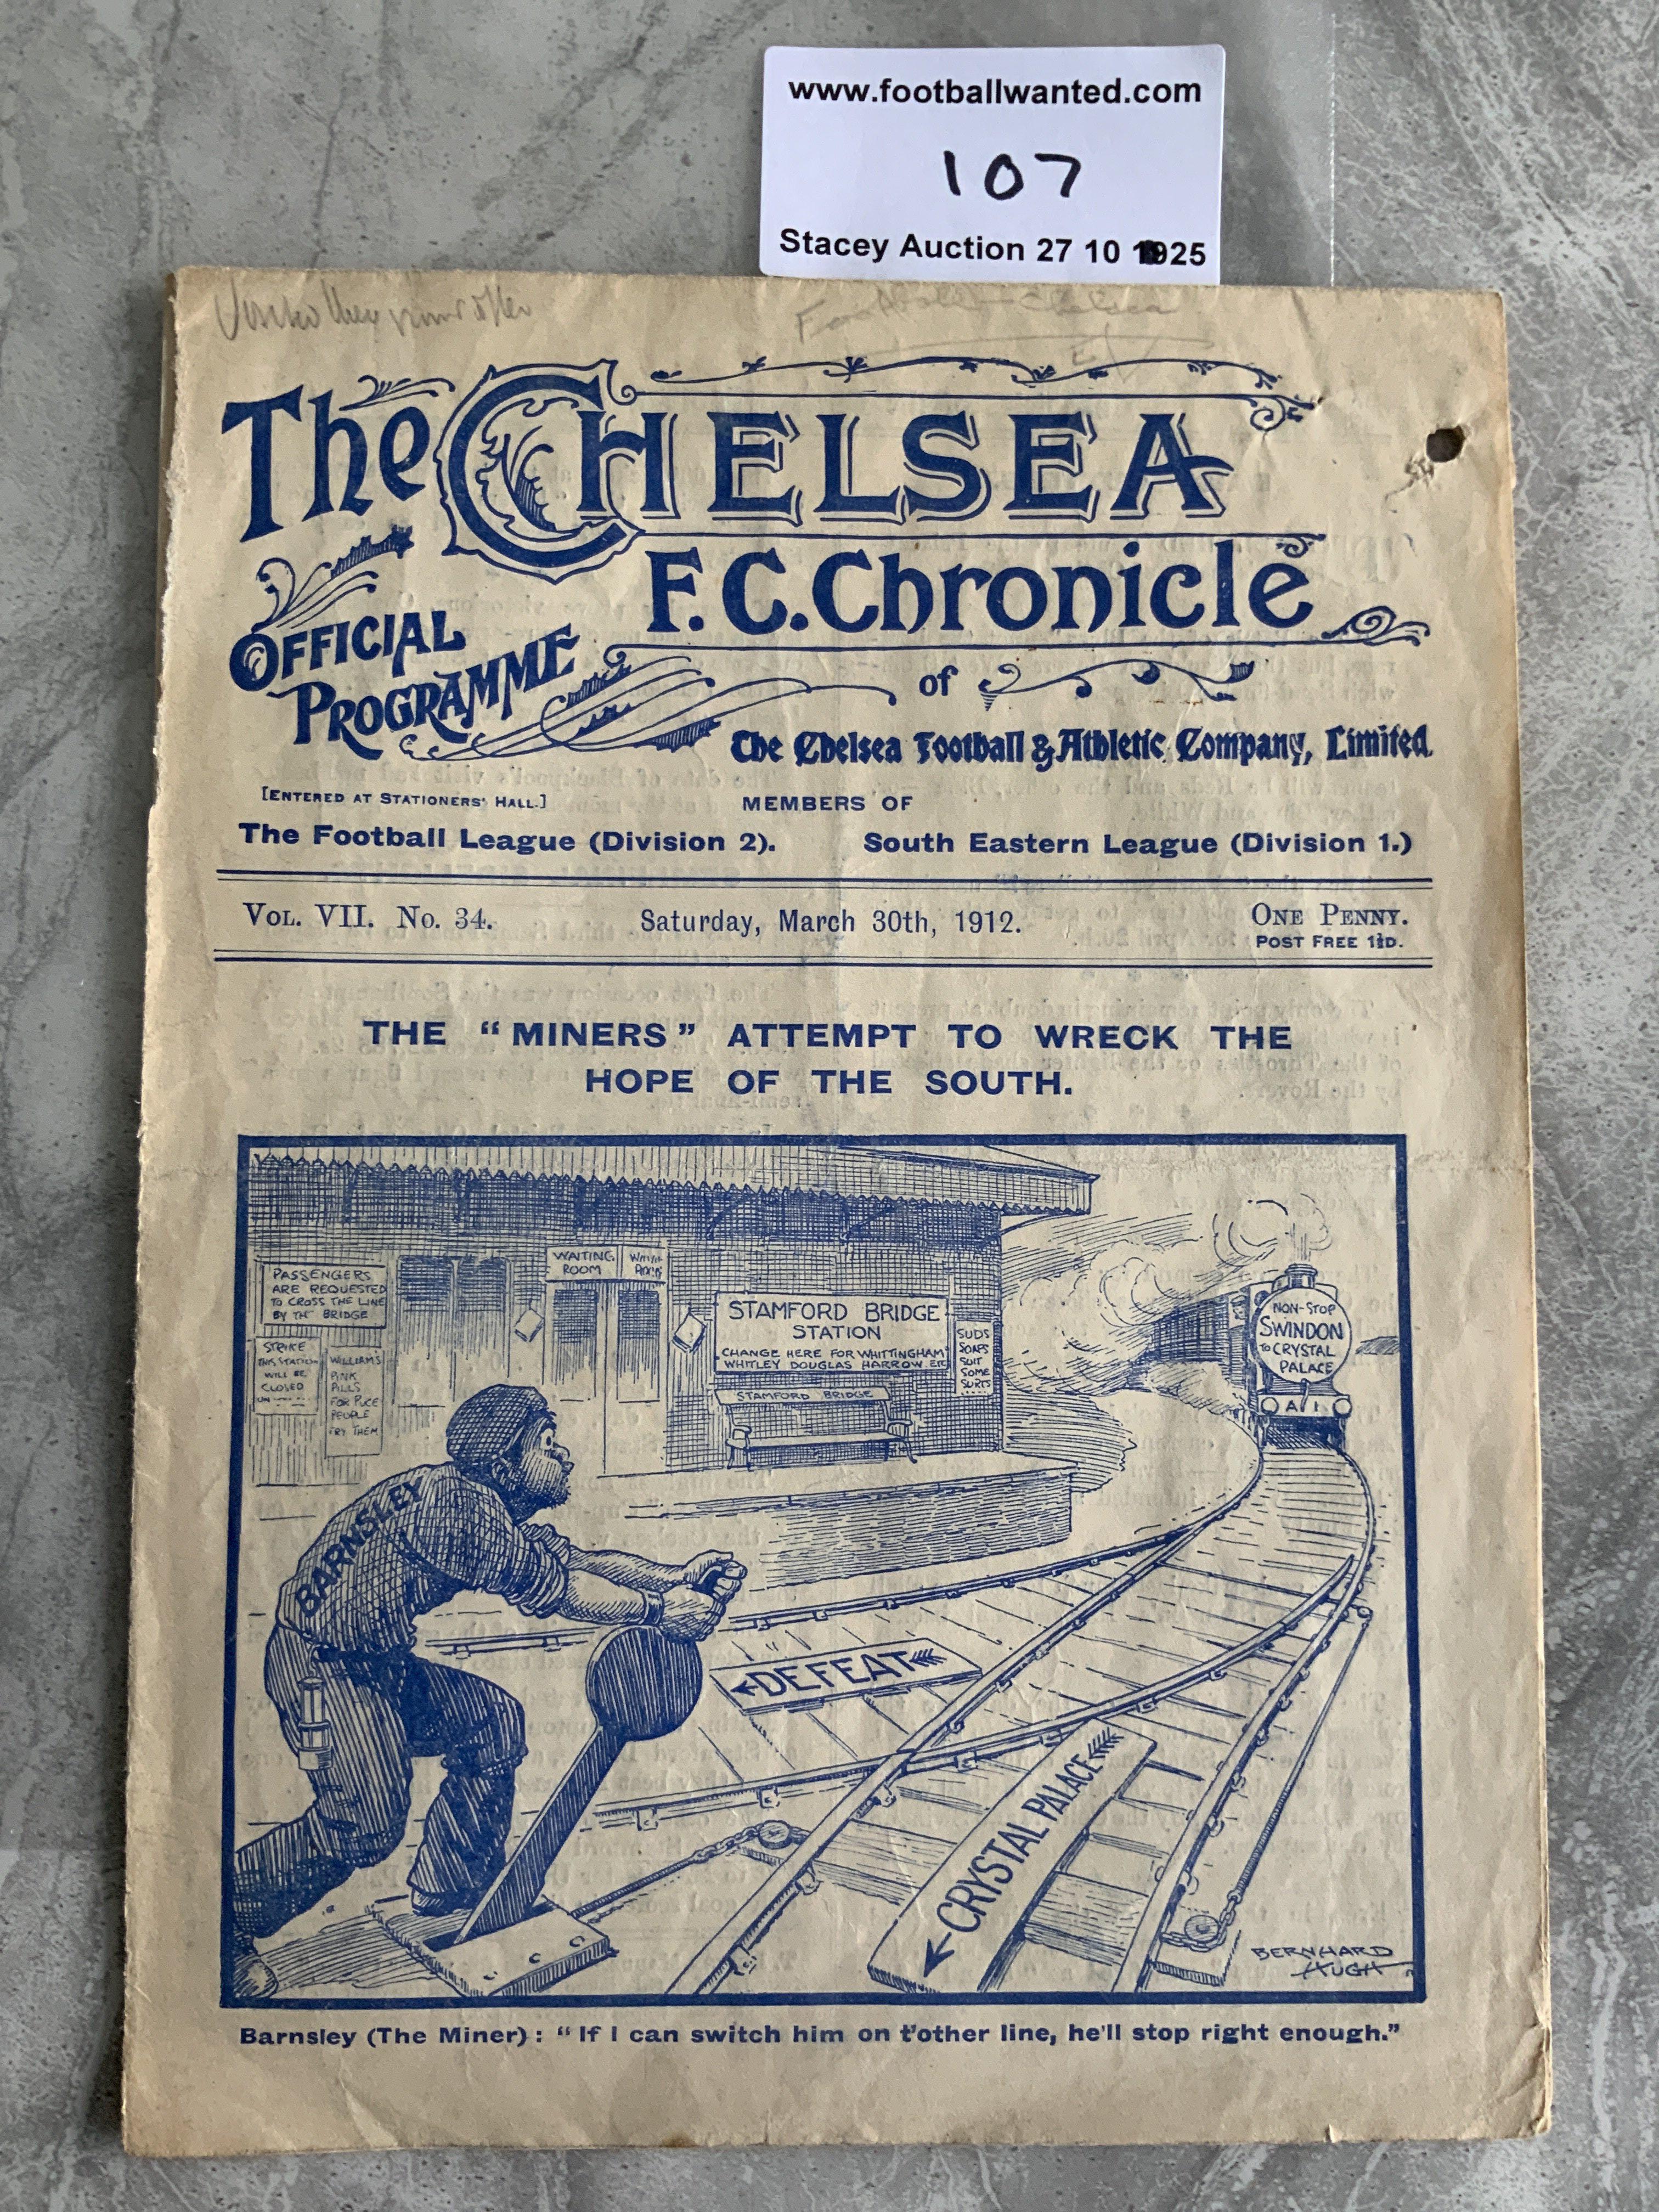 www.footballwanted.com
107
Stacey Auction 27 10 1925
Football Chelsea
The CHELSEA
F.C. Chronicle
OFFICIAL
PROGRAMME
of
The Chelsea Football & Athletic Company, Limited.
[ENTERED AT STATIONERS' HALL.]
MEMBERS OF
The Football League (Division 2).
South Eastern League (Division 1.)
VOL. VII. No. 34.
Saturday, March 30th, 1912.
ONE PENNY.
POST FREE 1½D.
THE "MINERS" ATTEMPT TO WRECK THE
HOPE OF THE SOUTH.
PASSENGERS
ARE REQUESTED
TO CROSS THE LINE
BY THE BRIDGE
STRIKE
THIS STATION
WILL BE
CLOSED
ON
WILLIAM'S
PINK
PILLS
FOR PUCE
PEOPLE
TRY THEM
WAITING
ROOM
STAMFORD BRIDGE
STATION
CHANGE HERE FOR WHITTINGHAM
WHITLEY DOUGLAS HARROW ETC
SUDS
SOAPS
SUIT
SOME
SURTS
STAMFORD BRIDGE
NON-STOP
SWINDON
TO CRYSTAL
PALACE
A 1
BARNSLEY
DEFEAT
CRYSTAL PALACE
BERNHARD
HUGH
Barnsley (The Miner): "If I can switch him on t'other line, he'll stop right enough."